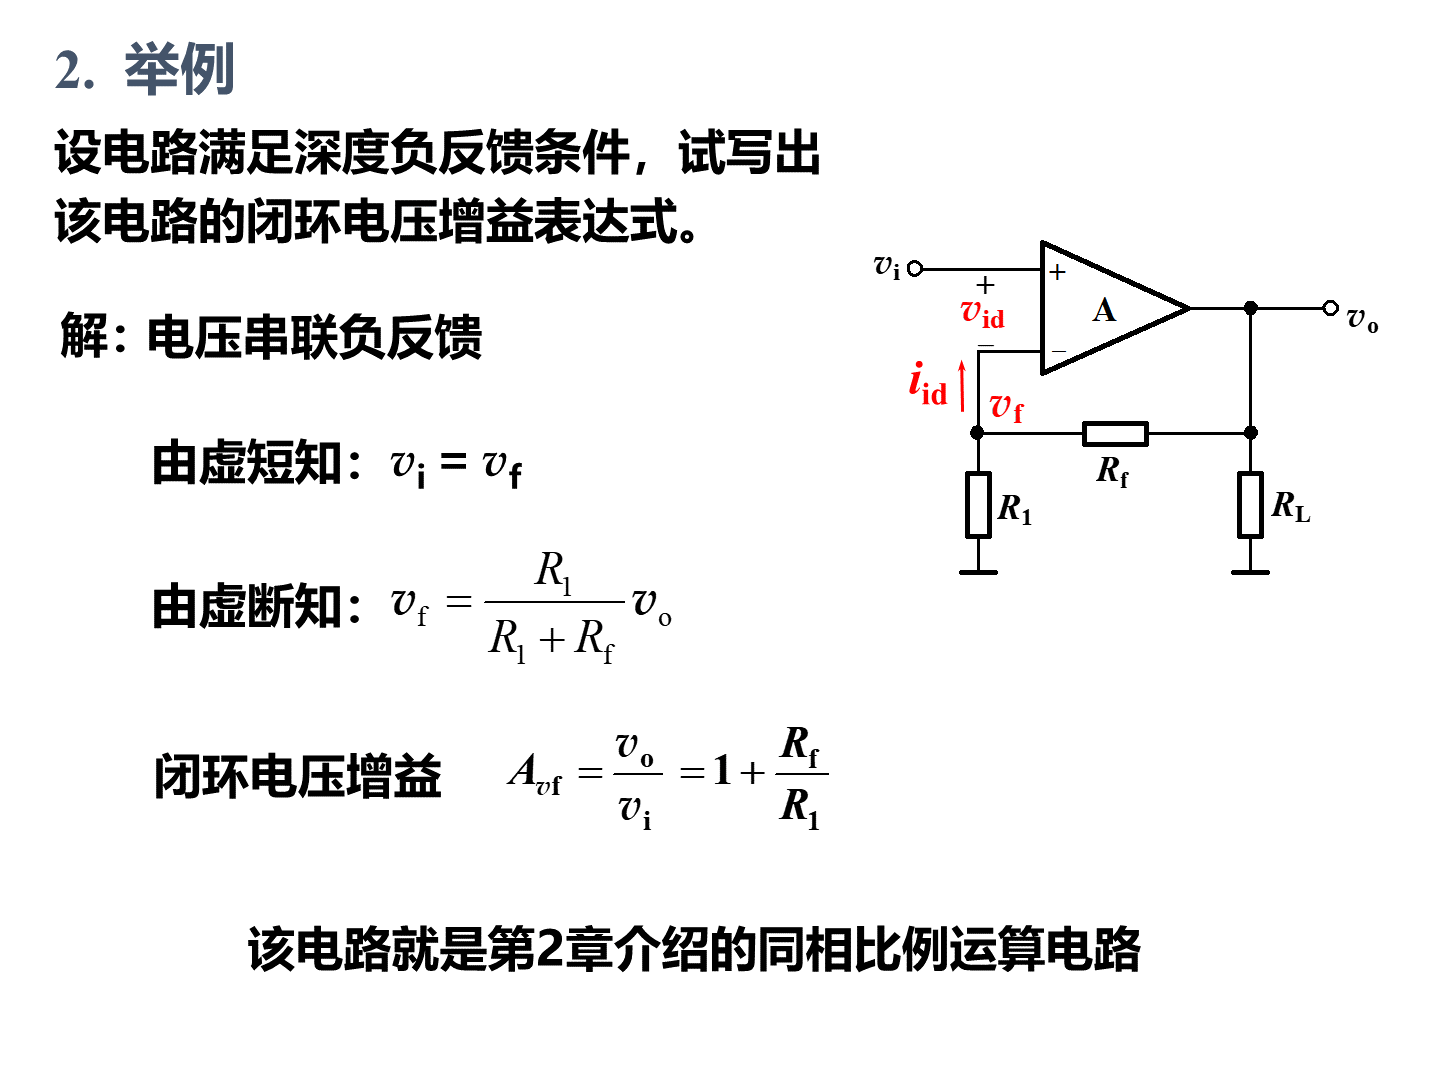 2. 举例
设电路满足深度负反馈条件，试写出
该电路的闭环电压增益表达式。
解：电压串联负反馈
由虚短知：vi = vf
由虚断知：vf = R1 / (R1 + Rf) vo
闭环电压增益 Avf = vo / vi = 1 + Rf / R1
该电路就是第2章介绍的同相比例运算电路
vi
+
+
vid
A
vo
−
−
iid
vf
Rf
R1
RL